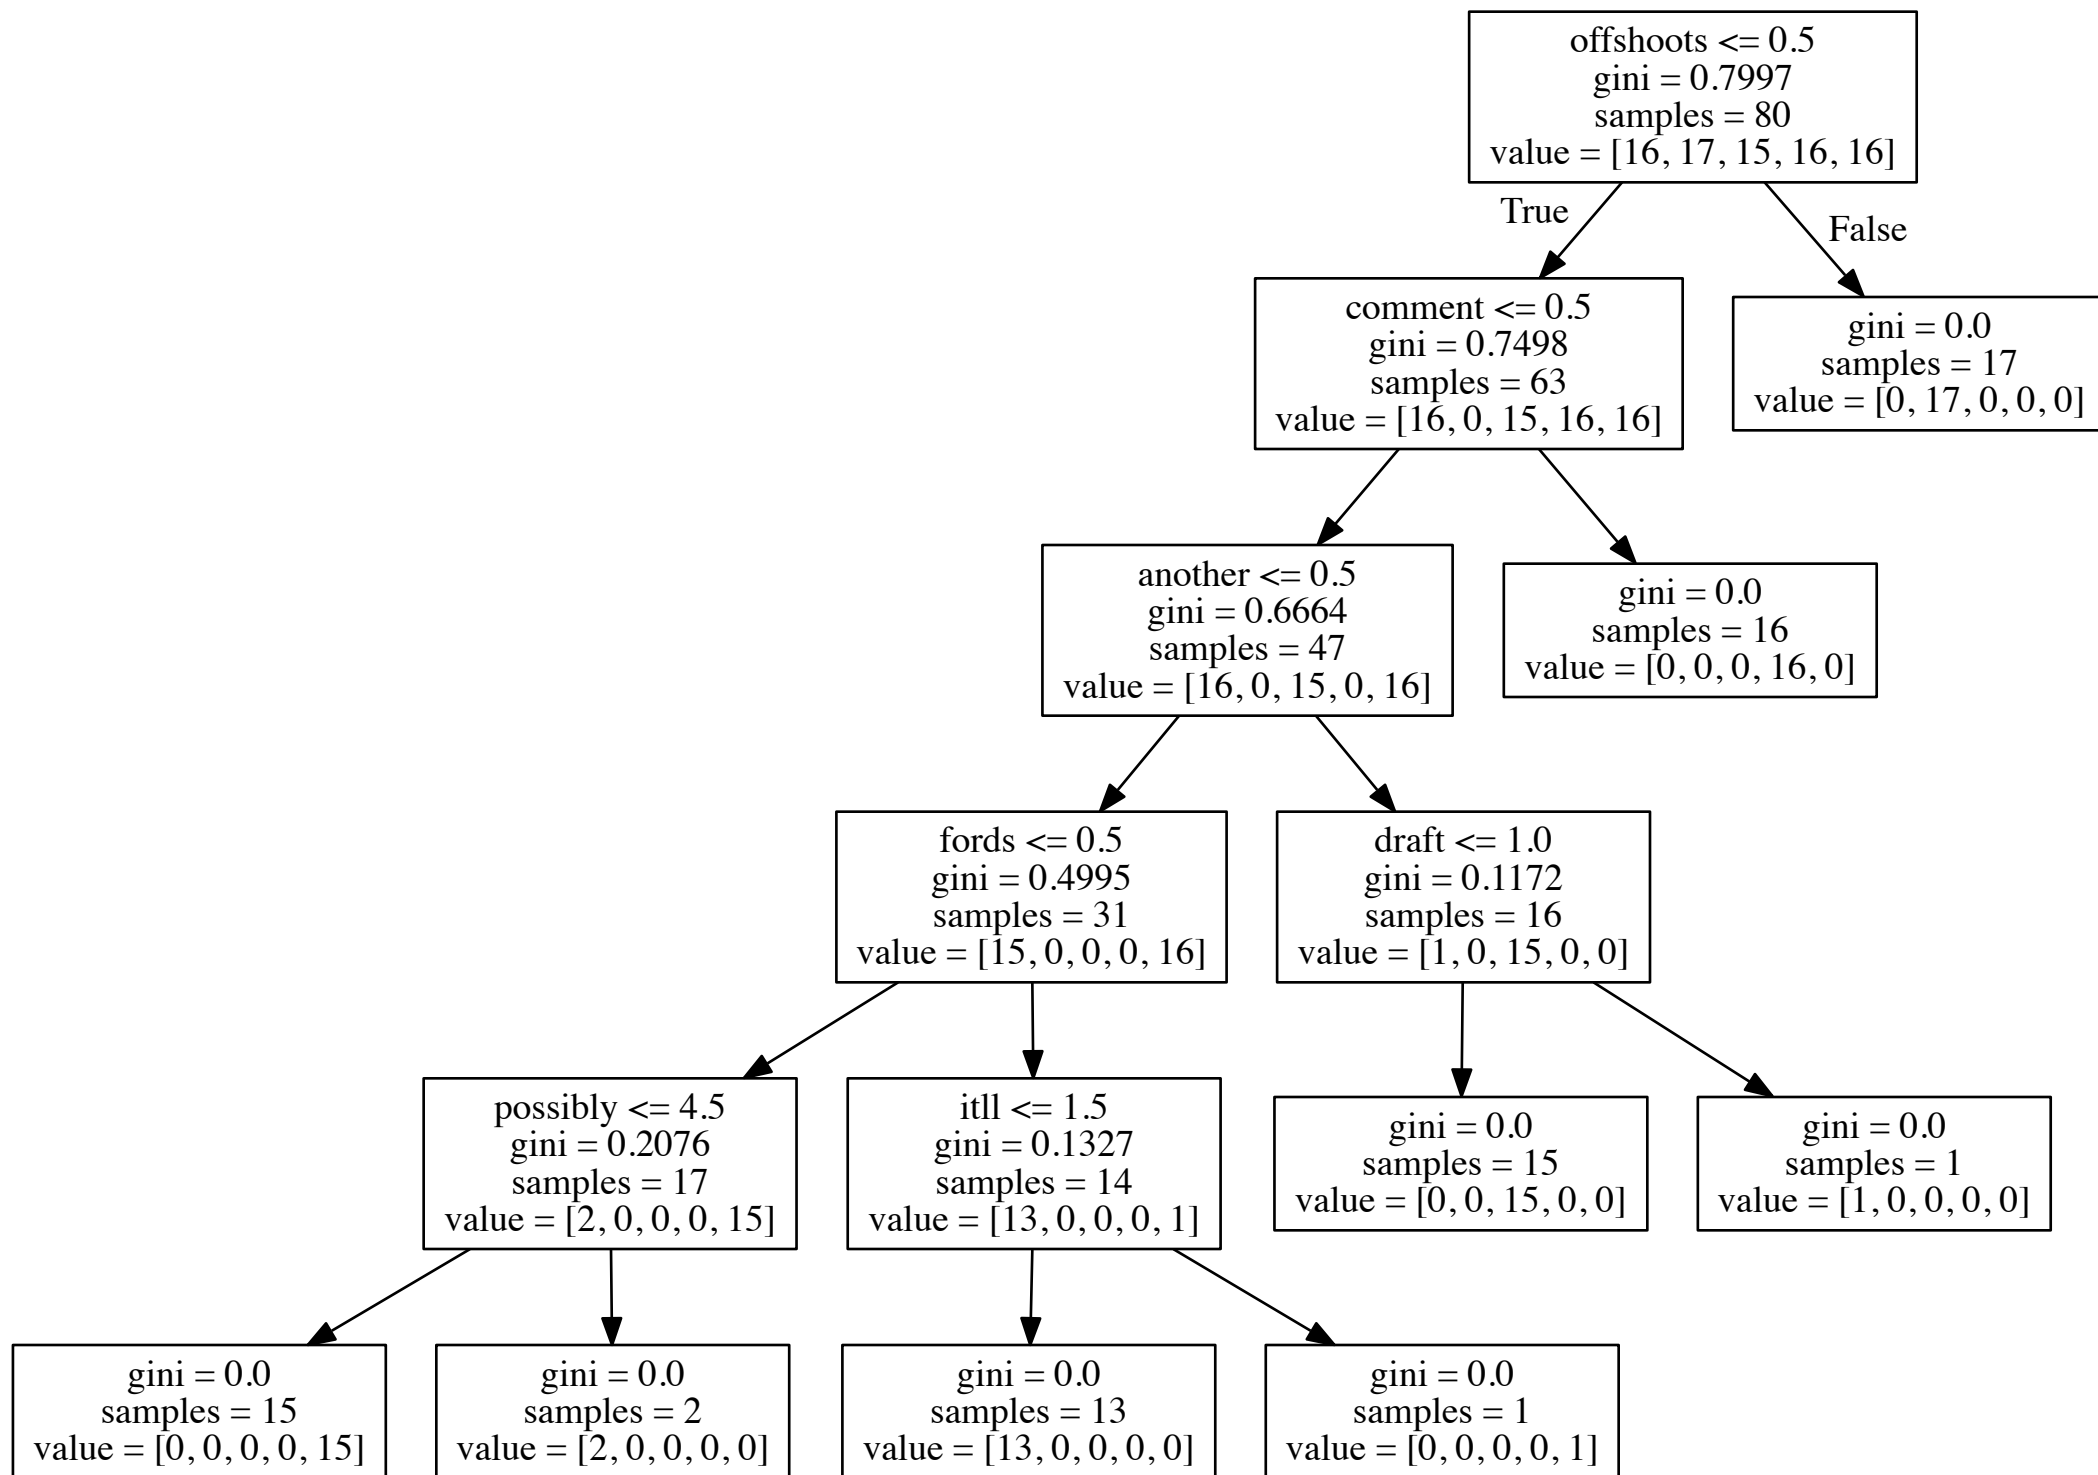 offshoots <= 0.5
gini = 0.7997
samples = 80
value = [16, 17, 15, 16, 16]
True
False
comment <= 0.5
gini = 0.7498
samples = 63
value = [16, 0, 15, 16, 16]
gini = 0.0
samples = 17
value = [0, 17, 0, 0, 0]
another <= 0.5
gini = 0.6664
samples = 47
value = [16, 0, 15, 0, 16]
gini = 0.0
samples = 16
value = [0, 0, 0, 16, 0]
fords <= 0.5
gini = 0.4995
samples = 31
value = [15, 0, 0, 0, 16]
draft <= 1.0
gini = 0.1172
samples = 16
value = [1, 0, 15, 0, 0]
possibly <= 4.5
gini = 0.2076
samples = 17
value = [2, 0, 0, 0, 15]
itll <= 1.5
gini = 0.1327
samples = 14
value = [13, 0, 0, 0, 1]
gini = 0.0
samples = 15
value = [0, 0, 15, 0, 0]
gini = 0.0
samples = 1
value = [1, 0, 0, 0, 0]
gini = 0.0
samples = 15
value = [0, 0, 0, 0, 15]
gini = 0.0
samples = 2
value = [2, 0, 0, 0, 0]
gini = 0.0
samples = 13
value = [13, 0, 0, 0, 0]
gini = 0.0
samples = 1
value = [0, 0, 0, 0, 1]